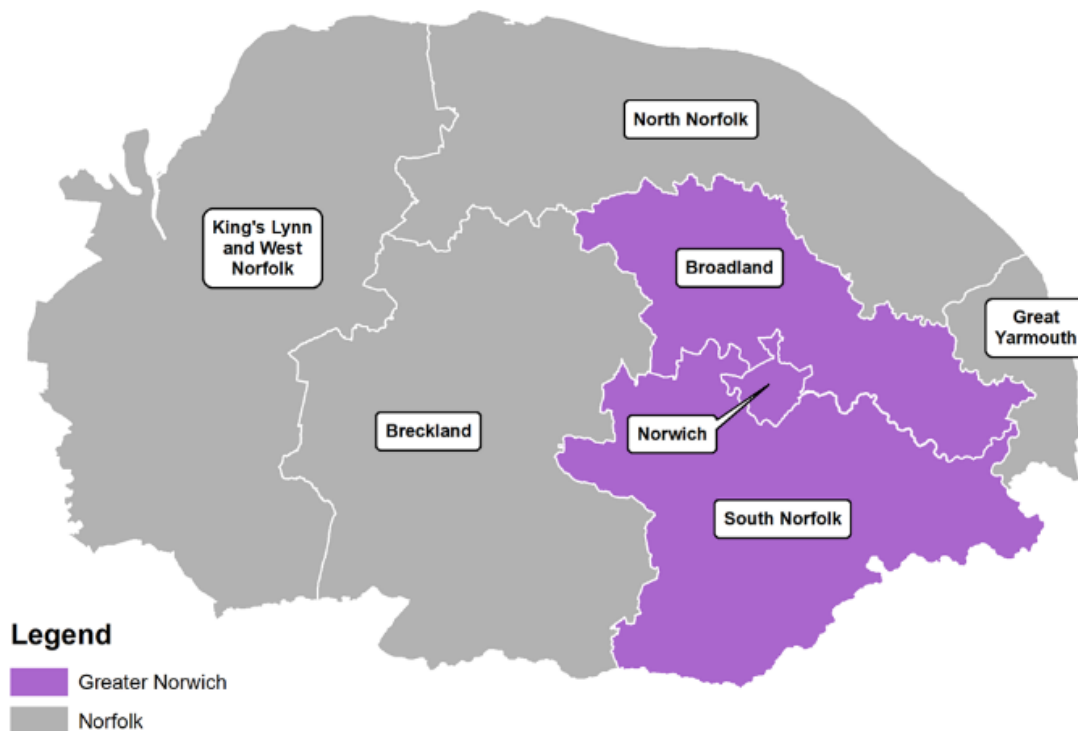 North Norfolk
King's Lynn
and West
Norfolk
Broadland
Great
Yarmouth
Breckland
Norwich
South Norfolk
Legend
Greater Norwich
Norfolk